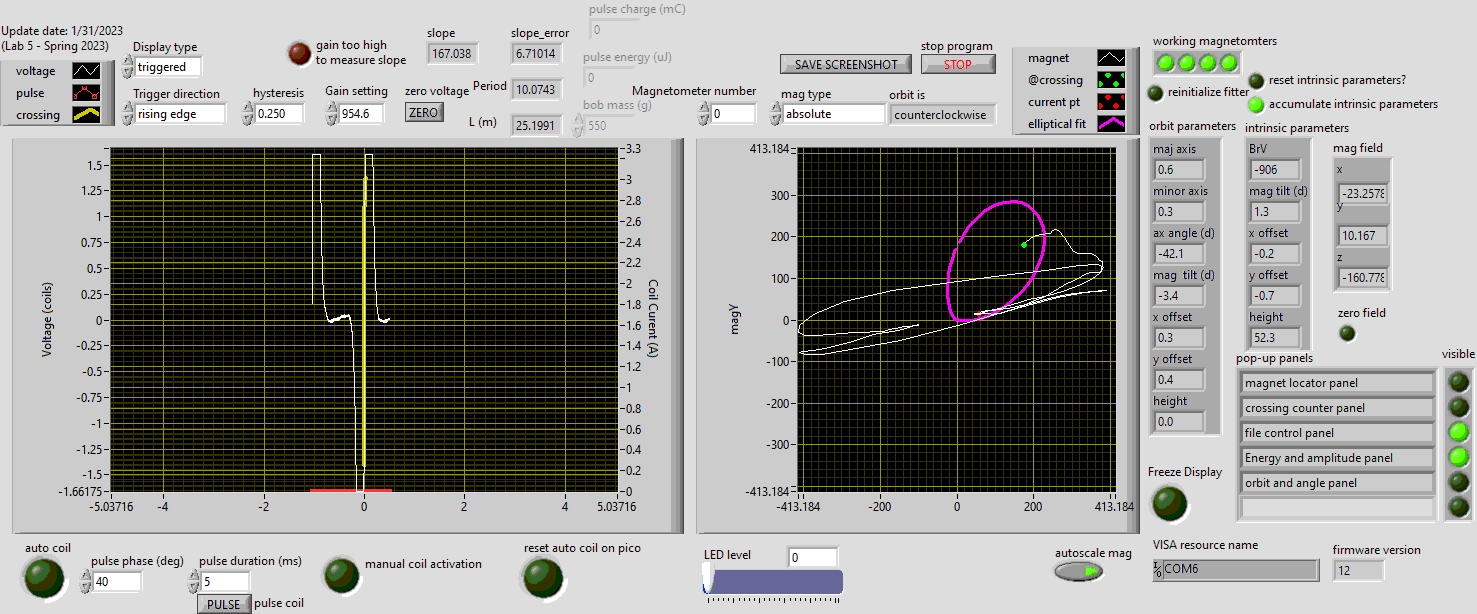 Update date: 1/31/2023
(Lab 5 - Spring 2023)
voltage
pulse
crossing
Display type
triggered
Trigger direction
rising edge
gain too high
to measure slope
hysteresis
0.250
Gain setting
954.6
zero voltage
ZERO
slope
167.038
slope_error
6.71014
Period
10.0743
L (m)
25.1991
pulse charge (mC)
0
pulse energy (uJ)
0
bob mass (g)
550
Magnetometer number
0
SAVE SCREENSHOT
stop program
STOP
mag type
absolute
orbit is
counterclockwise
magnet
@crossing
current pt
elliptical fit
working magnetomters
reinitialize fitter
reset intrinsic parameters?
accumulate intrinsic parameters
orbit parameters
maj axis
0.6
minor axis
0.3
ax angle (d)
-42.1
mag tilt (d)
-3.4
x offset
0.3
y offset
0.4
height
0.0
intrinsic parameters
BrV
-906
mag tilt (d)
1.3
x offset
-0.2
y offset
-0.7
height
52.3
mag field
x
-23.2578
y
10.167
z
-160.778
zero field
pop-up panels
visible
magnet locator panel
crossing counter panel
file control panel
Energy and amplitude panel
orbit and angle panel
Freeze Display
Voltage (coils)
1.5
1.25
1
0.75
0.5
0.25
0
-0.25
-0.5
-0.75
-1
-1.25
-1.5
-1.66175
-5.03716
-4
-2
0
2
4
5.03716
3.3
3
2.8
2.6
2.4
2.2
2
1.8
1.6
1.4
1.2
1
0.8
0.6
0.4
0.2
0
Coil Curent (A)
magy
413.184
300
200
100
0
-100
-200
-300
-413.184
-413.184
-200
0
200
413.184
auto coil
pulse phase (deg)
40
pulse duration (ms)
5
PULSE
pulse coil
manual coil activation
reset auto coil on pico
LED level
0
autoscale mag
VISA resource name
COM6
firmware version
12